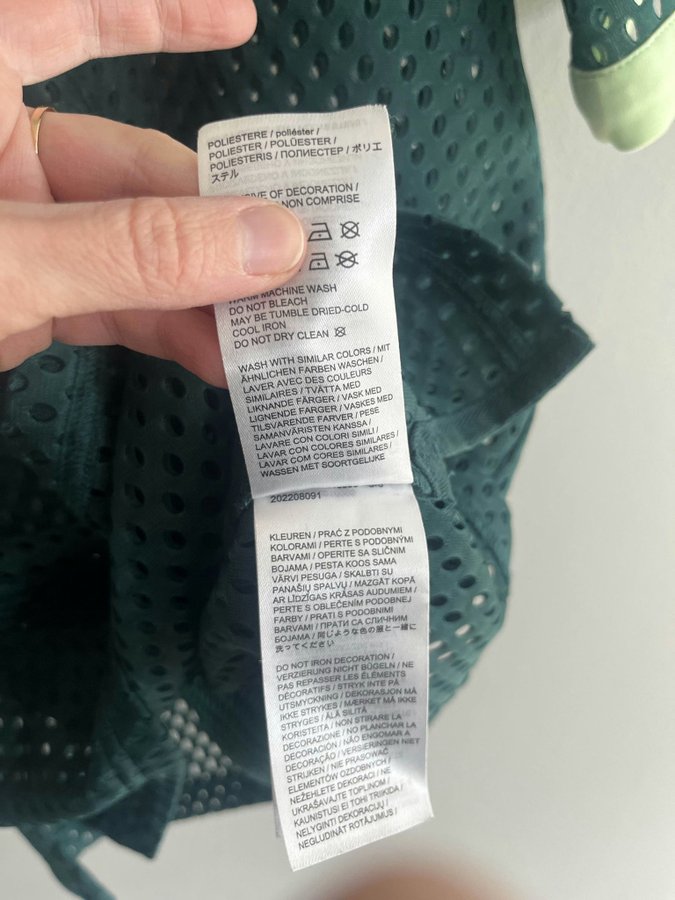 POLIESTERE / poliéster /
POLIESTER / POLÜESTER /
POLIESTERIS / ПОЛИЕСТЕР / ポリエ
ステル
OF DECORATION /
NON COMPRISE
WARM MACHINE WASH
DO NOT BLEACH
MAY BE TUMBLE DRIED-COLD
COOL IRON
DO NOT DRY CLEAN
WASH WITH SIMILAR COLORS / MIT
ÄHNLICHEN FARBEN WASCHEN /
LAVER AVEC DES COULEURS
SIMILAIRES / TVÄTTA MED
LIKNANDE FÄRGER / VASK MED
LIGNENDE FARGER / VASKES MED
TILSVARENDE FARVER / PESE
SAMANVÄRISTEN KANSSA /
LAVARE CON COLORI SIMILI /
LAVAR CON COLORES SIMILARES /
LAVAR COM CORES SIMILARES /
WASSEN MET SOORTGELIJKE
202208091
KLEUREN / PRAĆ Z PODOBNYMI
KOLORAMI / PERTE S PODOBNÝMI
BARVAMI / OPERITE SA SLIČNIM
BOJAMA / PESTA KOOS SAMA
VÄRVI PESUGA / SKALBTI SU
PANAŠIŲ SPALVŲ / MAZGĀT KOPĀ
AR LĪDZĪGAS KRĀSAS AUDUMIEM /
PERTE S OBLEČENÍM PODOBNEJ
FARBY / PRATI S PODOBNIMI
BARVAMI / ПРАТИ СА СЛИЧНИМ
БОЈАМА / 同じような色の服と一緒に
洗ってください
DO NOT IRON DECORATION /
VERZIERUNG NICHT BÜGELN / NE
PAS REPASSER LES ÉLÉMENTS
DÉCORATIFS / STRYK INTE PÅ
UTSMYCKNING / DEKORASJON MÅ
IKKE STRYKES / MÆRKET MÅ IKKE
STRYGES / ÄLÄ SILITÄ
KORISTEITA / NON STIRARE LA
DECORAZIONE / NO PLANCHAR LA
DECORACIÓN / NÃO ENGOMAR A
DECORAÇÃO / VERSIERINGEN NIET
STRIJKEN / NIE PRASOWAĆ
ELEMENTÓW OZDOBNYCH /
NEŽEHLETE DEKORACI / NE
UKRAŠAVAJTE TOPLINOM /
KAUNISTUSI EI TOHI TRIIKIDA /
NELYGINTI DEKORACIJŲ /
NEGLUDINĀT ROTĀJUMUS /